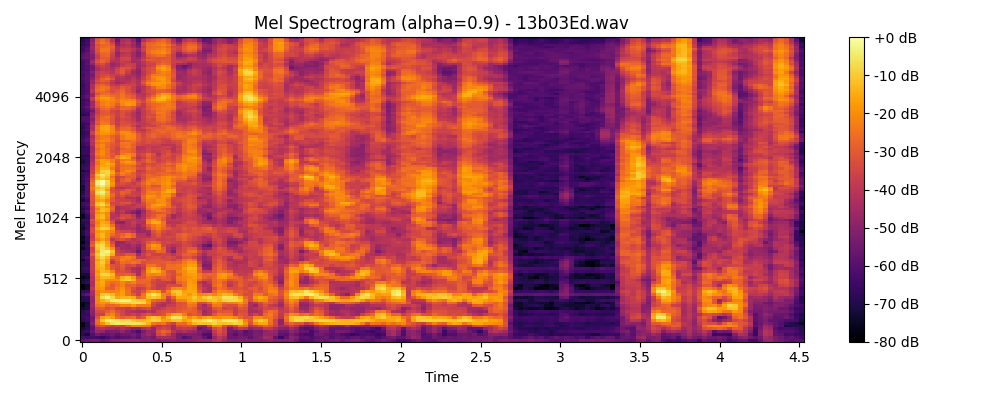 Mel Spectrogram (alpha=0.9) - 13b03Ed.wav
+0 dB
-10 dB
-20 dB
-30 dB
-40 dB
-50 dB
-60 dB
-70 dB
-80 dB
4096
2048
1024
512
0
Mel Frequency
0 0.5 1 1.5 2 2.5 3 3.5 4 4.5
Time